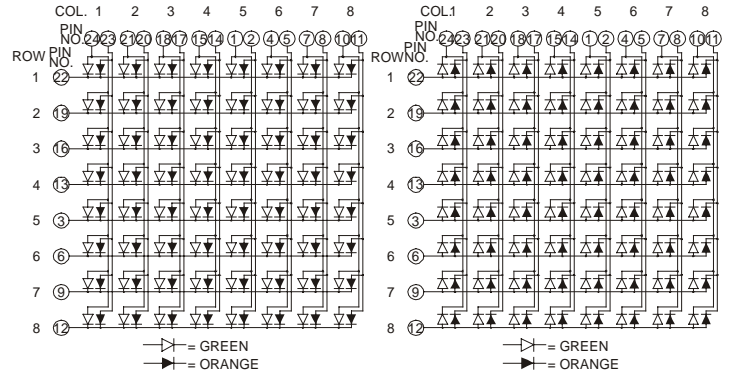 COL. 1 2 3 4 5 6 7 8
PIN NO. 24 23 21 20 18 17 15 14 1 2 4 5 7 8 10 11
ROW PIN NO.
1 22
2 19
3 16
4 13
5 3
6 6
7 9
8 12
= GREEN
= ORANGE
COL. 1 2 3 4 5 6 7 8
PIN NO. 24 23 21 20 18 17 15 14 1 2 4 5 7 8 10 11
ROW PIN NO.
1 22
2 19
3 16
4 13
5 3
6 6
7 9
8 12
= GREEN
= ORANGE